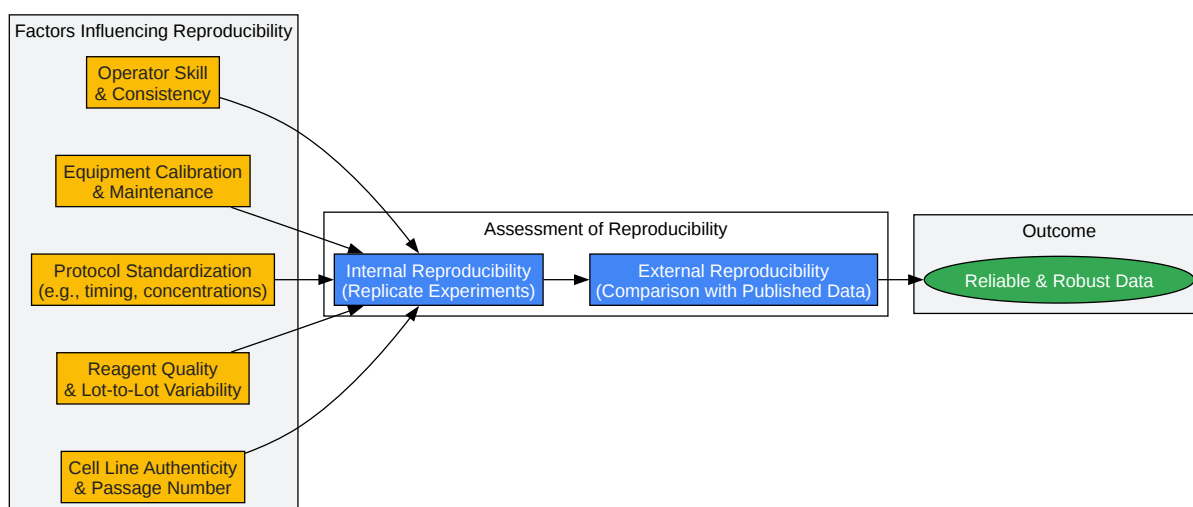 Factors Influencing Reproducibility
Operator Skill
& Consistency
Equipment Calibration
& Maintenance
Protocol Standardization
(e.g., timing, concentrations)
Reagent Quality
& Lot-to-Lot Variability
Cell Line Authenticity
& Passage Number
Assessment of Reproducibility
Internal Reproducibility
(Replicate Experiments)
External Reproducibility
(Comparison with Published Data)
Outcome
Reliable & Robust Data